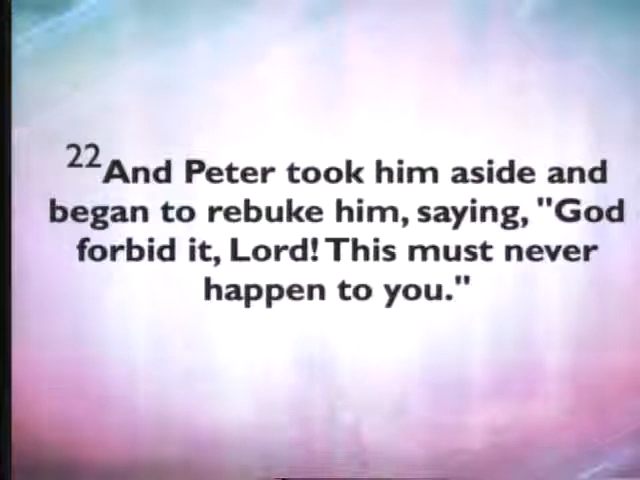 22And Peter took him aside and
began to rebuke him, saying, "God
forbid it, Lord! This must never
happen to you."